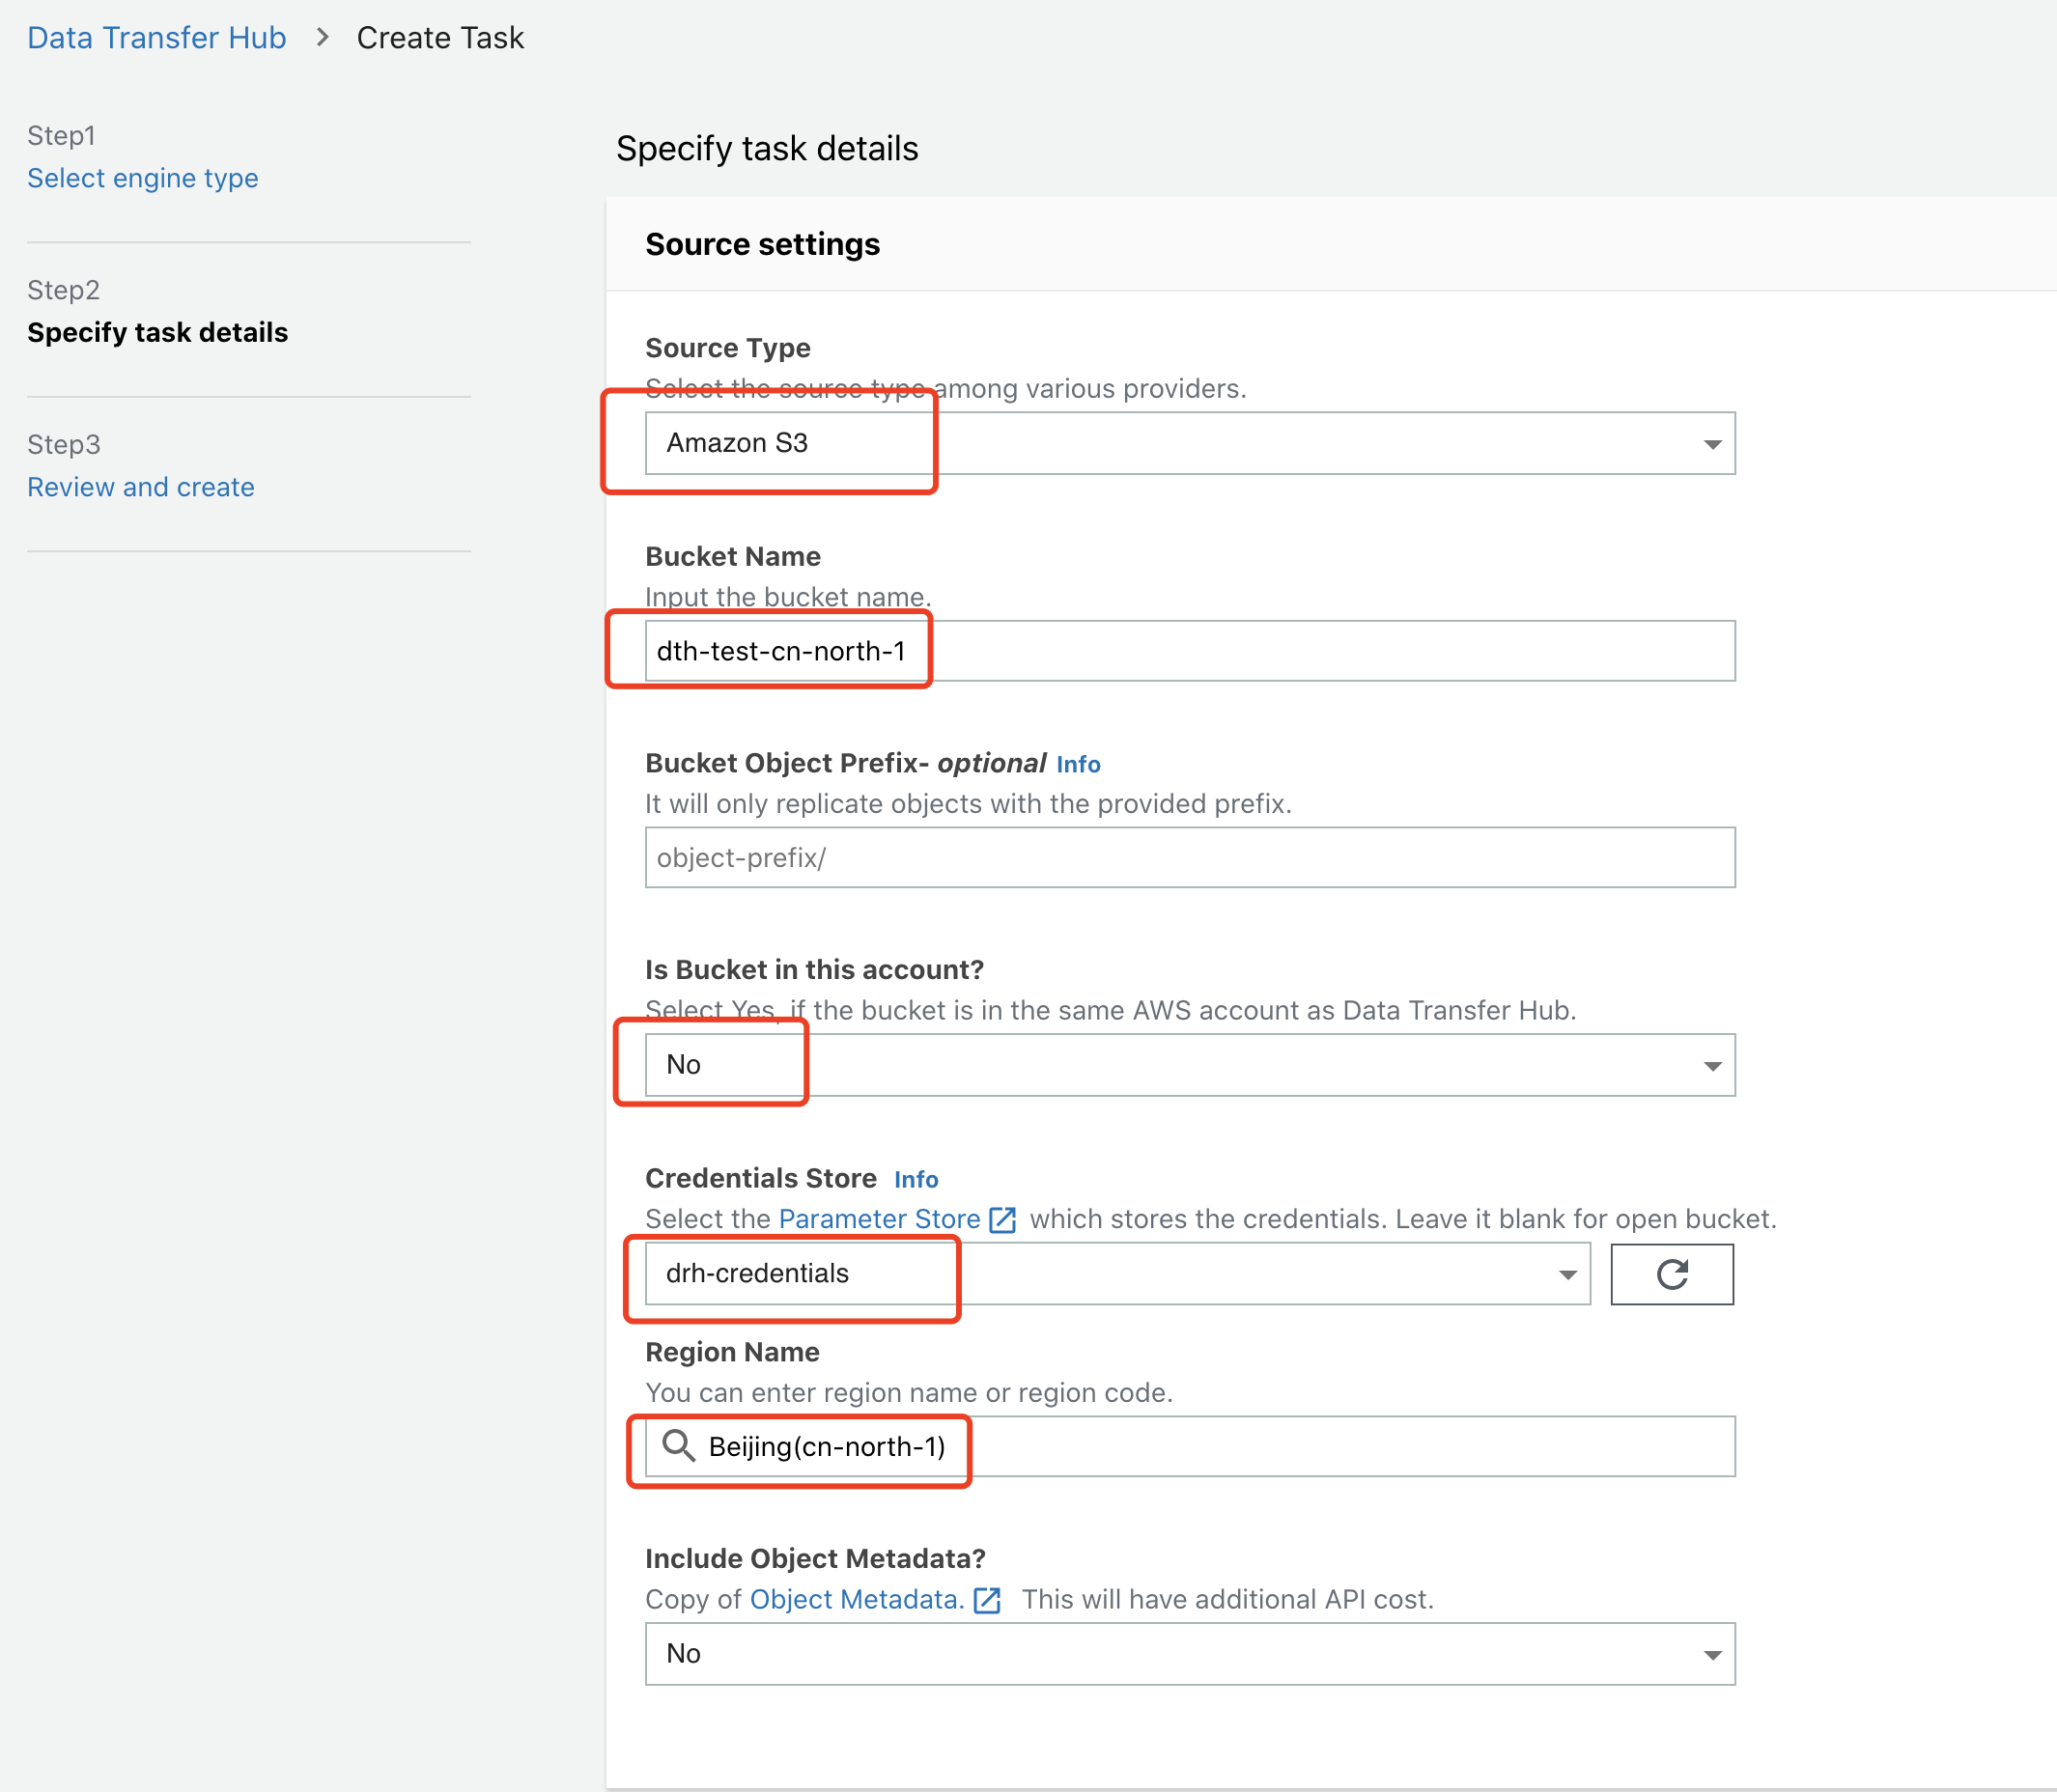 Data Transfer Hub > Create Task
Step1
Select engine type
Step2
Specify task details
Step3
Review and create
Specify task details
Source settings
Source Type
Select the source type among various providers.
Amazon S3
Bucket Name
Input the bucket name.
dth-test-cn-north-1
Bucket Object Prefix- optional Info
It will only replicate objects with the provided prefix.
object-prefix/
Is Bucket in this account?
Select Yes, if the bucket is in the same AWS account as Data Transfer Hub.
No
Credentials Store Info
Select the Parameter Store which stores the credentials. Leave it blank for open bucket.
drh-credentials
Region Name
You can enter region name or region code.
Beijing(cn-north-1)
Include Object Metadata?
Copy of Object Metadata. This will have additional API cost.
No